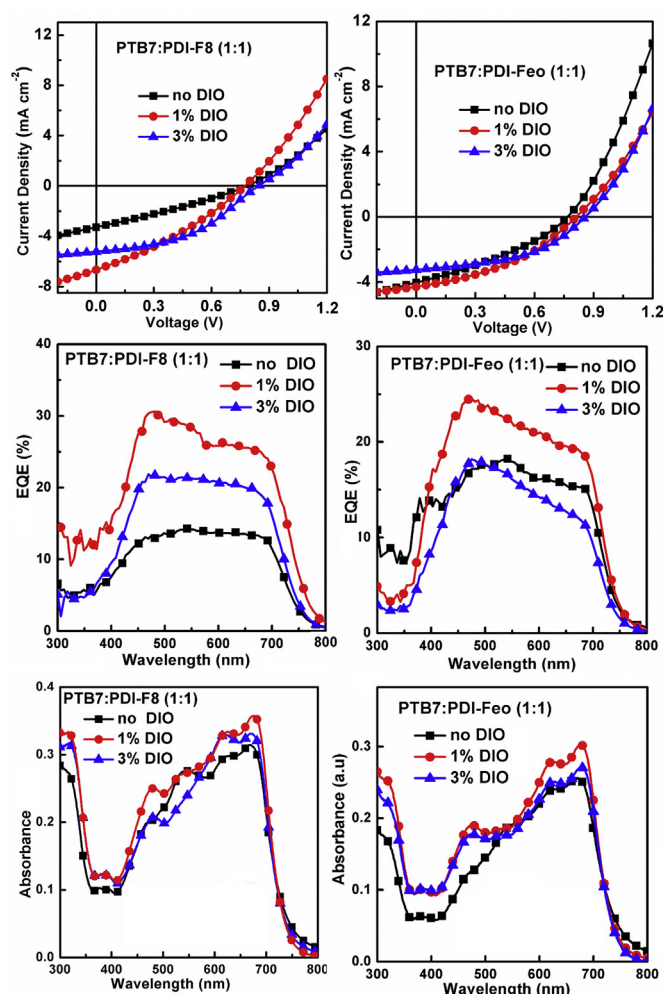 PTB7:PDI-F8 (1:1)
no DIO
1% DIO
3% DIO
Current Density (mA cm⁻²)
12
8
4
0
-4
-8
0.0 0.3 0.6 0.9 1.2
Voltage (V)
PTB7:PDI-Feo (1:1)
no DIO
1% DIO
3% DIO
Current Density (mA cm⁻²)
12
8
4
0
-4
0.0 0.3 0.6 0.9 1.2
Voltage (V)
PTB7:PDI-F8 (1:1)
no DIO
1% DIO
3% DIO
EQE (%)
40
30
20
10
0
300 400 500 600 700 800
Wavelength (nm)
PTB7:PDI-Feo (1:1)
no DIO
1% DIO
3% DIO
EQE (%)
30
20
10
0
300 400 500 600 700 800
Wavelength (nm)
PTB7:PDI-F8 (1:1)
no DIO
1% DIO
3% DIO
Absorbance
0.4
0.3
0.2
0.1
0.0
300 400 500 600 700 800
Wavelength (nm)
PTB7:PDI-Feo (1:1)
no DIO
1% DIO
3% DIO
Absorbance (a.u)
0.3
0.2
0.1
0.0
300 400 500 600 700 800
Wavelength (nm)